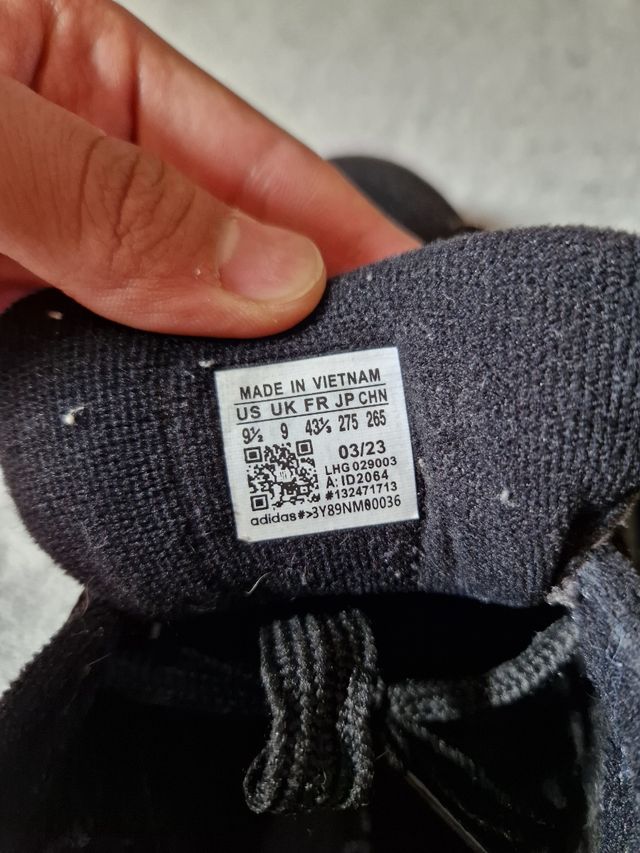 MADE IN VIETNAM
US UK FR JP CHN
9½ 9 43⅓ 275 265
03/23
LHG 029003
A: ID2064
#132471713
adidas#>3Y89NM00036